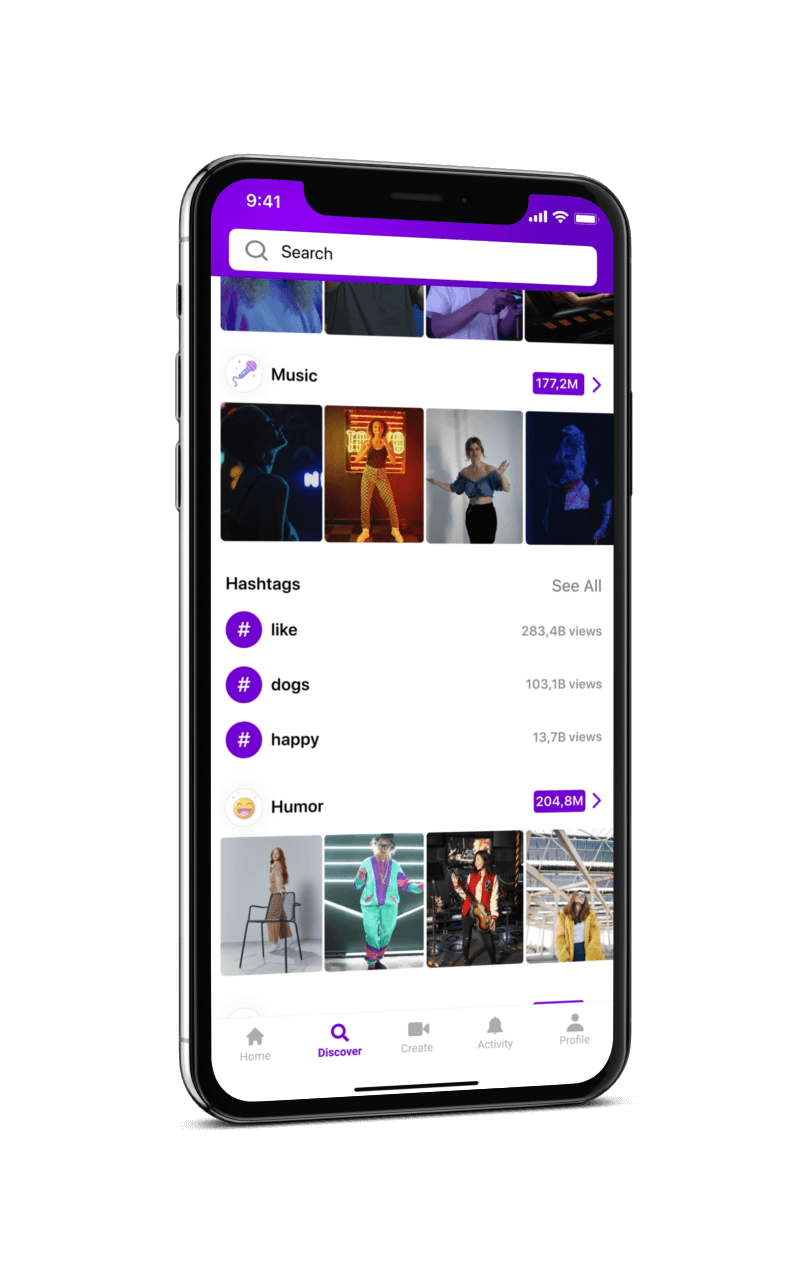 9:41
Search
Music
177,2M
Hashtags
See All
# like
283,4B views
# dogs
103,1B views
# happy
13,7B views
Humor
204,8M
Home
Discover
Create
Activity
Profile